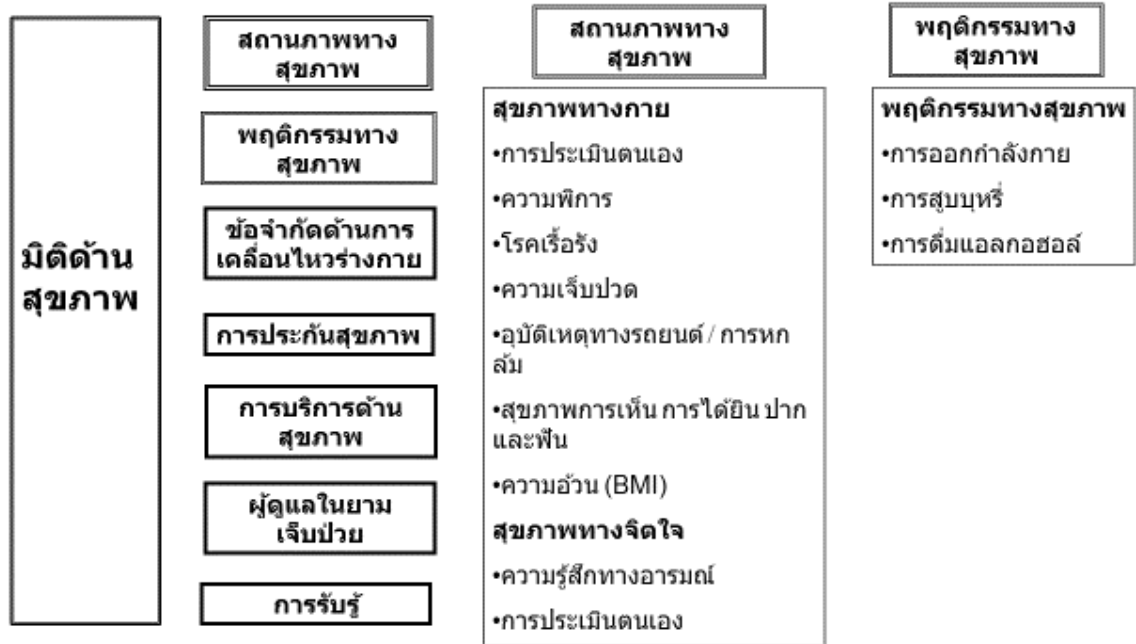 มิติด้าน
สุขภาพ
สถานภาพทาง
สุขภาพ
พฤติกรรมทาง
สุขภาพ
ข้อจำกัดด้านการ
เคลื่อนไหวร่างกาย
การประกันสุขภาพ
การบริการด้าน
สุขภาพ
ผู้ดูแลในยาม
เจ็บป่วย
การรับรู้
สถานภาพทาง
สุขภาพ
สุขภาพทางกาย
•การประเมินตนเอง
•ความพิการ
•โรคเรื้อรัง
•ความเจ็บปวด
•อุบัติเหตุทางรถยนต์ / การหก
ล้ม
•สุขภาพการเห็น การได้ยิน ปาก
และฟัน
•ความอ้วน (BMI)
สุขภาพทางจิตใจ
•ความรู้สึกทางอารมณ์
•การประเมินตนเอง
พฤติกรรมทาง
สุขภาพ
พฤติกรรมทางสุขภาพ
•การออกกำลังกาย
•การสูบบุหรี่
•การดื่มแอลกอฮอล์